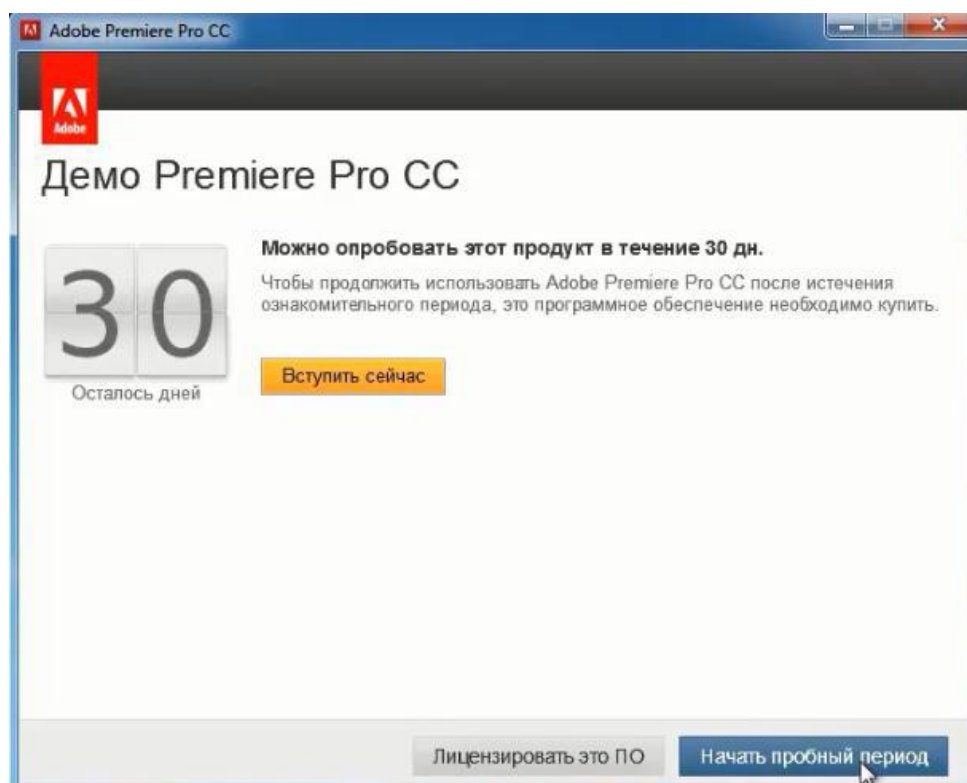 Adobe Premiere Pro CC
Adobe
Демо Premiere Pro CC
30
Осталось дней
Можно опробовать этот продукт в течение 30 дн.
Чтобы продолжить использовать Adobe Premiere Pro CC после истечения
ознакомительного периода, это программное обеспечение необходимо купить.
Вступить сейчас
Лицензировать это ПО
Начать пробный период